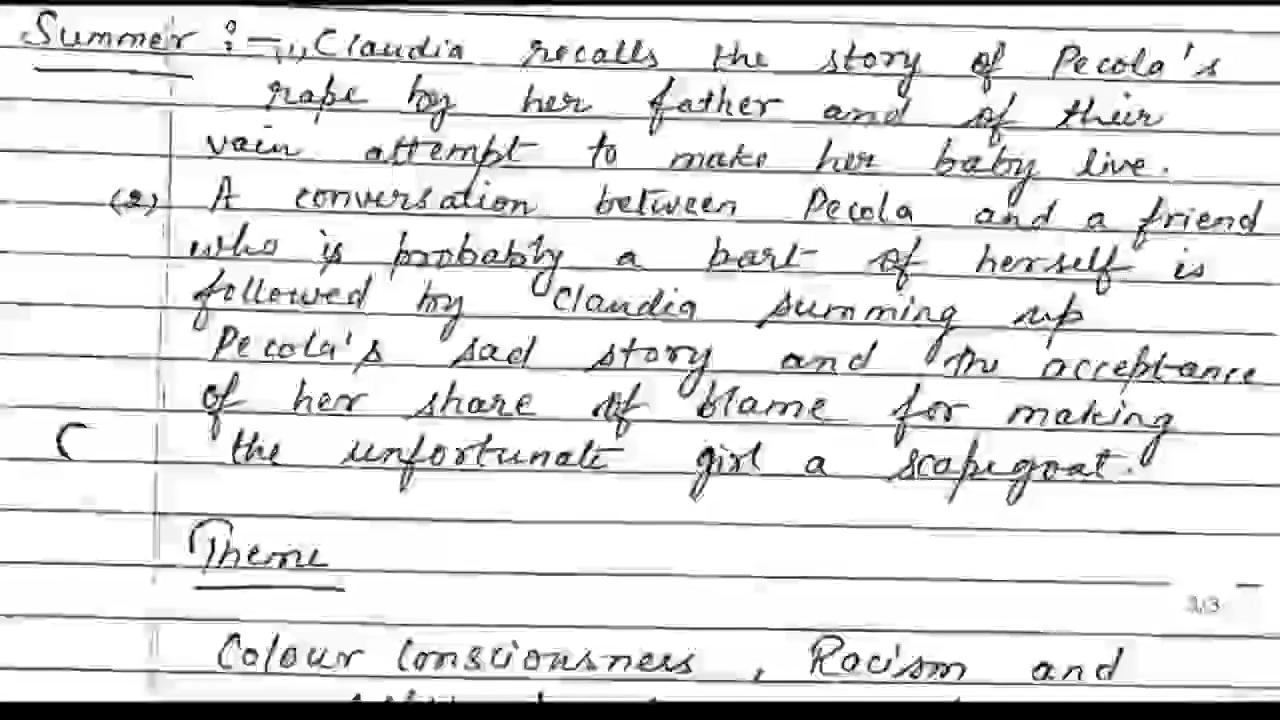 Summer :- (1) Claudia recalls the story of Pecola's
rape by her father and of their
vain attempt to make her baby live.
(2) A conversation between Pecola and a friend
who is probably a part of herself is
followed by Claudia summing up
Pecola's sad story and the acceptance
of her share of blame for making
the unfortunate girl a scapegoat.
Theme
Colour Consciousness, Racism and